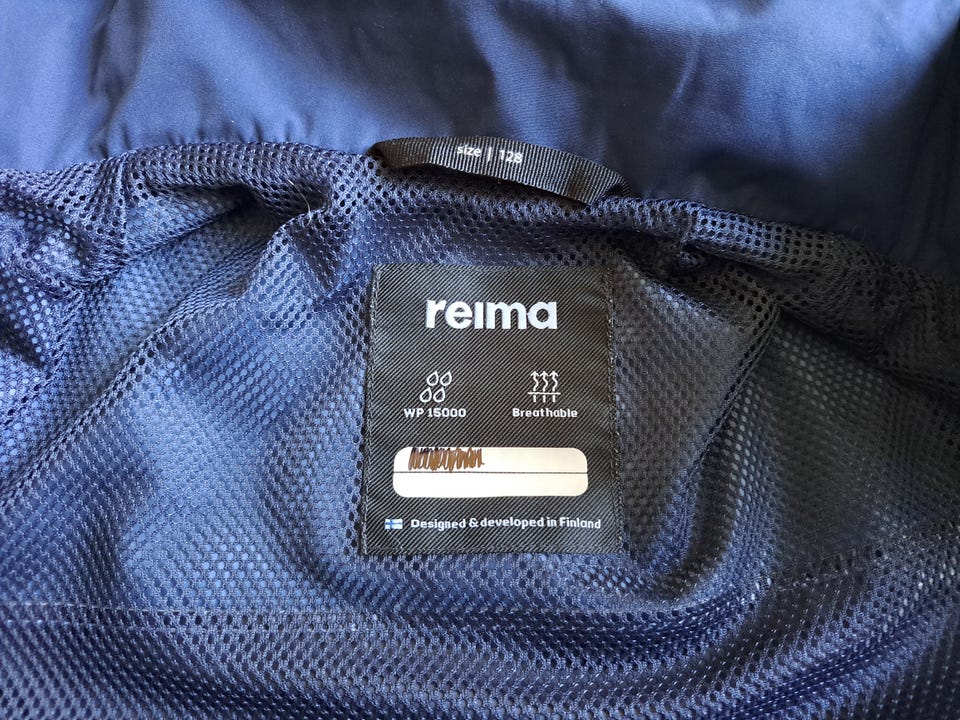 size | 128
reima
WP 15000 Breathable
Designed & developed in Finland